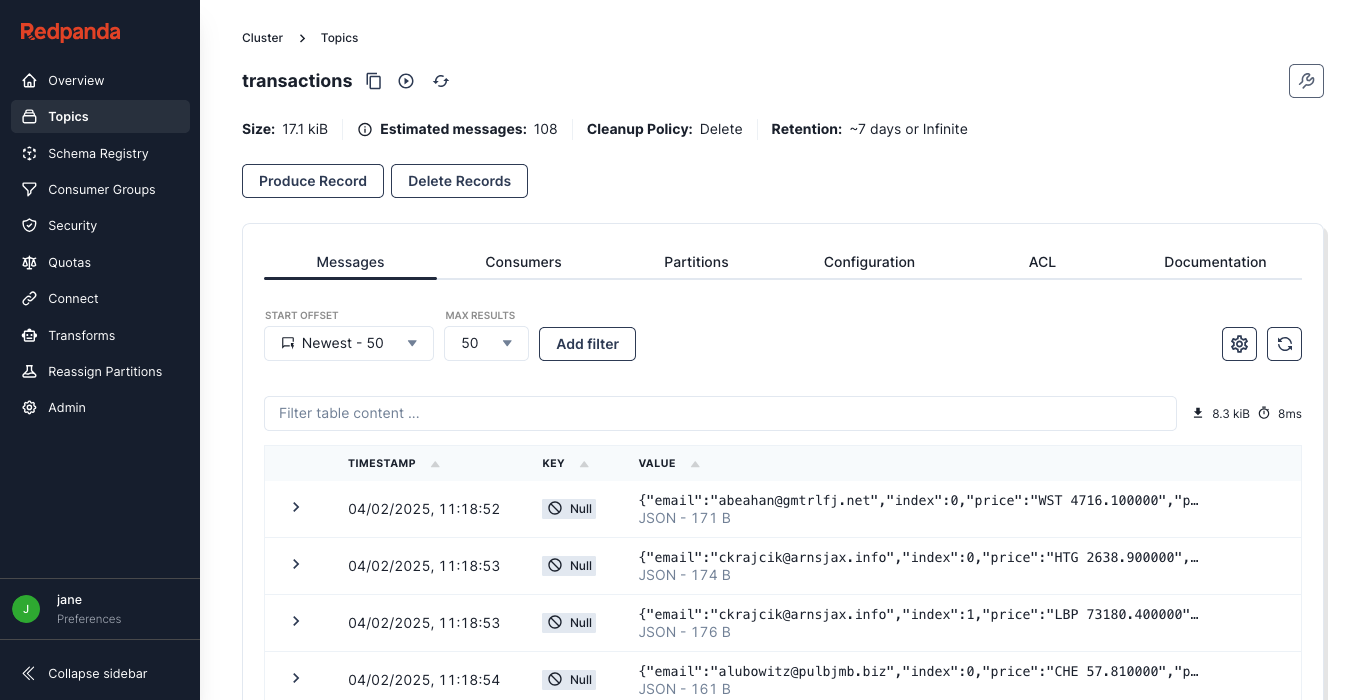 Redpanda
Overview
Topics
Schema Registry
Consumer Groups
Security
Quotas
Connect
Transforms
Reassign Partitions
Admin
J
jane
Preferences
Collapse sidebar
Cluster Topics
transactions
Size: 17.1 kiB Estimated messages: 108 Cleanup Policy: Delete Retention: ~7 days or Infinite
Produce Record Delete Records
Messages Consumers Partitions Configuration ACL Documentation
START OFFSET MAX RESULTS
Newest - 50 50 Add filter
Filter table content ... 8.3 kiB 8ms
TIMESTAMP KEY VALUE
04/02/2025, 11:18:52 Null {"email":"abeahan@gmtrlfj.net","index":0,"price":"WST 4716.100000","p…
JSON - 171 B
04/02/2025, 11:18:53 Null {"email":"ckrajcik@arnsjax.info","index":0,"price":"HTG 2638.900000",…
JSON - 174 B
04/02/2025, 11:18:53 Null {"email":"ckrajcik@arnsjax.info","index":1,"price":"LBP 73180.400000"…
JSON - 176 B
04/02/2025, 11:18:54 Null {"email":"alubowitz@pulbjmb.biz","index":0,"price":"CHE 57.810000","p…
JSON - 161 B